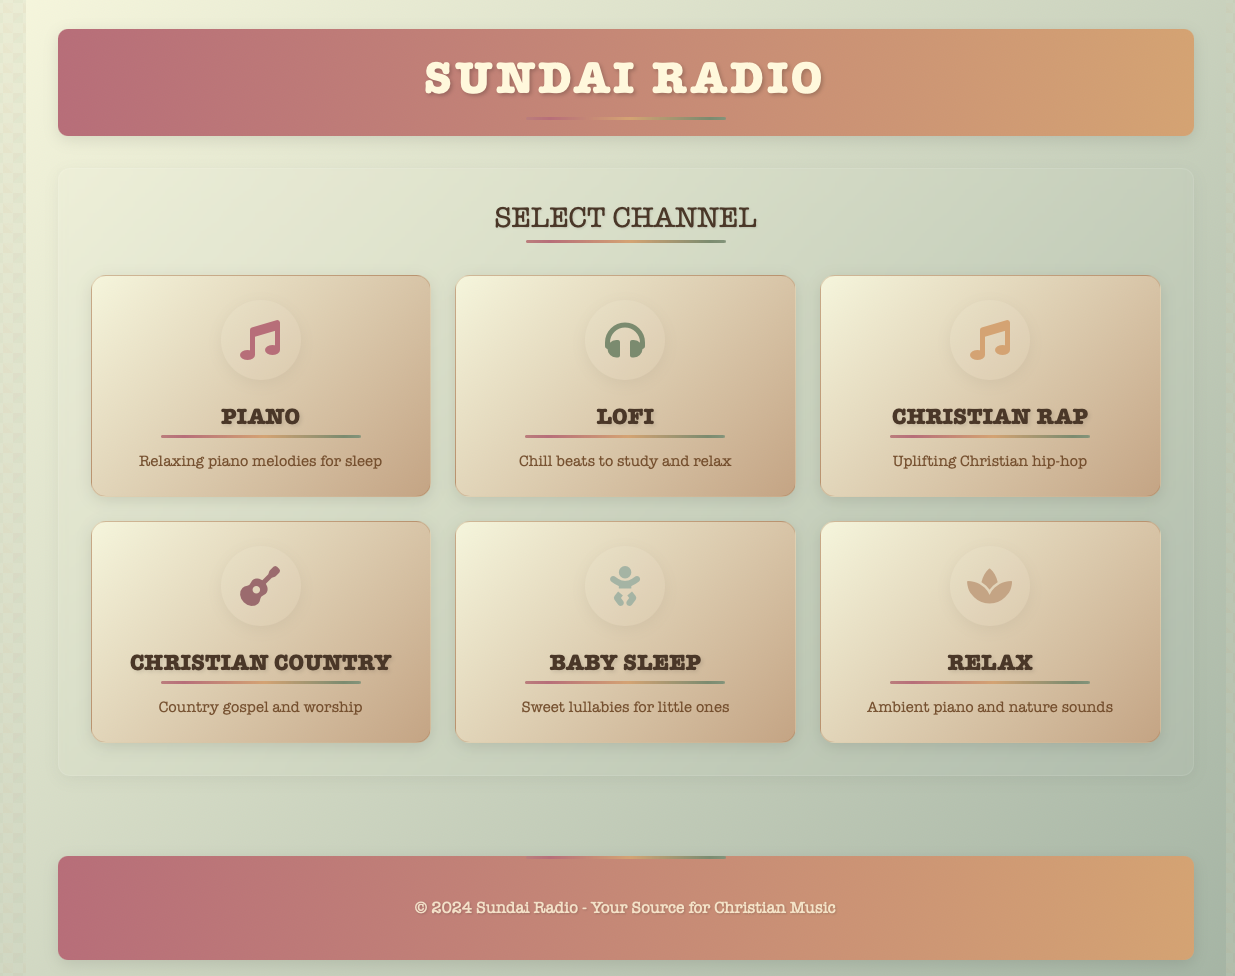 SUNDAI RADIO
SELECT CHANNEL
PIANO
Relaxing piano melodies for sleep
LOFI
Chill beats to study and relax
CHRISTIAN RAP
Uplifting Christian hip-hop
CHRISTIAN COUNTRY
Country gospel and worship
BABY SLEEP
Sweet lullabies for little ones
RELAX
Ambient piano and nature sounds
© 2024 Sundai Radio - Your Source for Christian Music